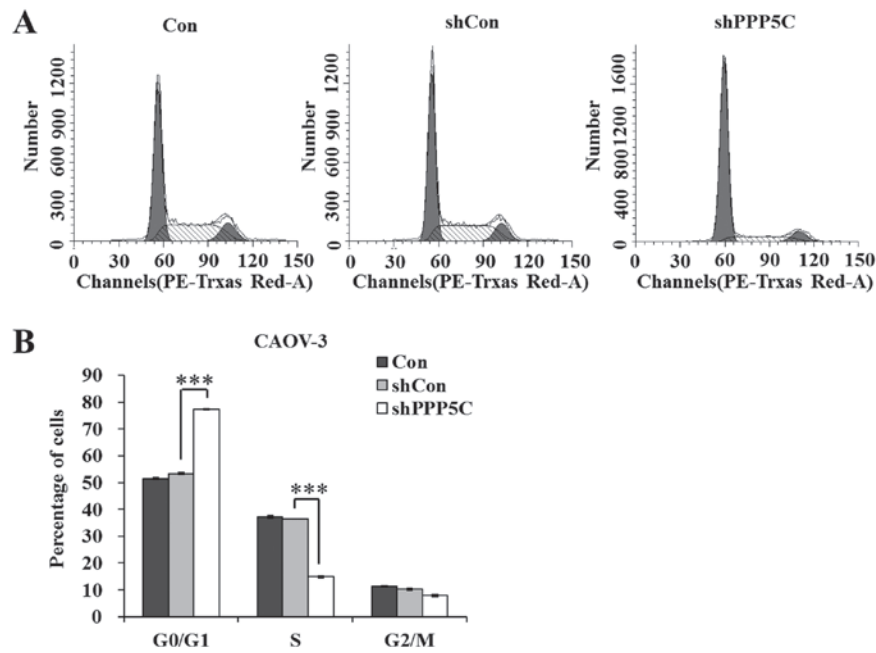 A
Con
shCon
shPPP5C
Number
0 300 600 900 1200
0 30 60 90 120 150
Channels(PE-Trxas Red-A)
Number
0 300 600 900 1200
0 30 60 90 120 150
Channels(PE-Trxas Red-A)
Number
0 400 800 1200 1600
0 30 60 90 120 150
Channels(PE-Trxas Red-A)
B
CAOV-3
Con
shCon
shPPP5C
Percentage of cells
90
80
70
60
50
40
30
20
10
0
***
***
G0/G1 S G2/M